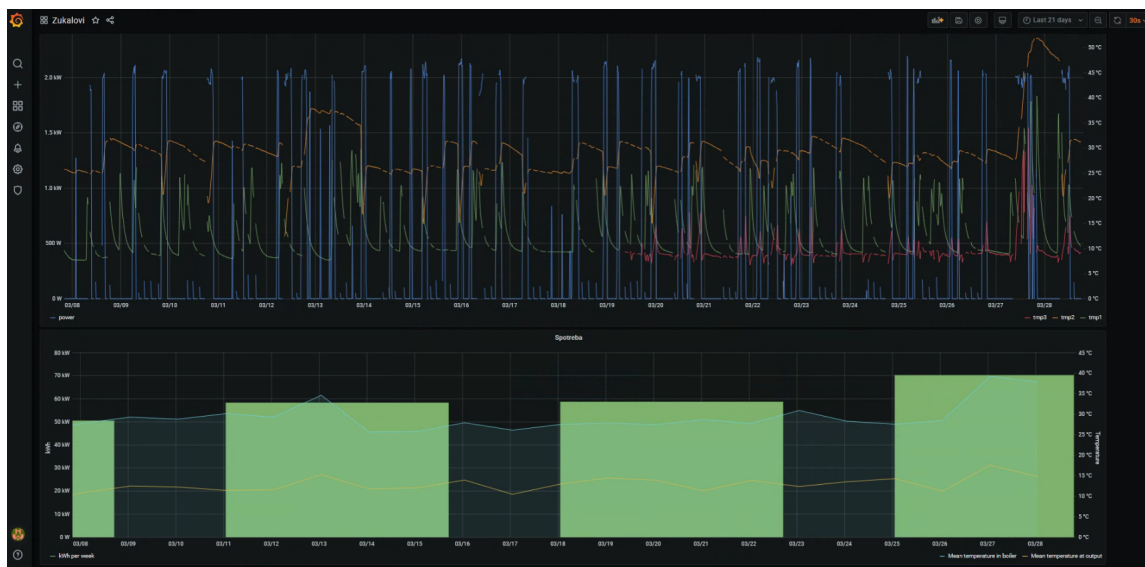 Zukalovi
Last 21 days
30s
2.0 kW
1.5 kW
1.0 kW
500 W
0 W
50 °C
45 °C
40 °C
35 °C
30 °C
25 °C
20 °C
15 °C
10 °C
5 °C
0 °C
03/08 03/09 03/10 03/11 03/12 03/13 03/14 03/15 03/16 03/17 03/18 03/19 03/20 03/21 03/22 03/23 03/24 03/25 03/26 03/27 03/28
power
tmp3 tmp2 tmp1
Spotreba
80 kW
70 kW
60 kW
50 kW
40 kW
30 kW
20 kW
10 kW
0 W
kWh
45 °C
40 °C
35 °C
30 °C
25 °C
20 °C
15 °C
10 °C
5 °C
0 °C
Temperature
03/08 03/09 03/10 03/11 03/12 03/13 03/14 03/15 03/16 03/17 03/18 03/19 03/20 03/21 03/22 03/23 03/24 03/25 03/26 03/27 03/28
kWh per week
Mean temperature in boiler Mean temperature at output